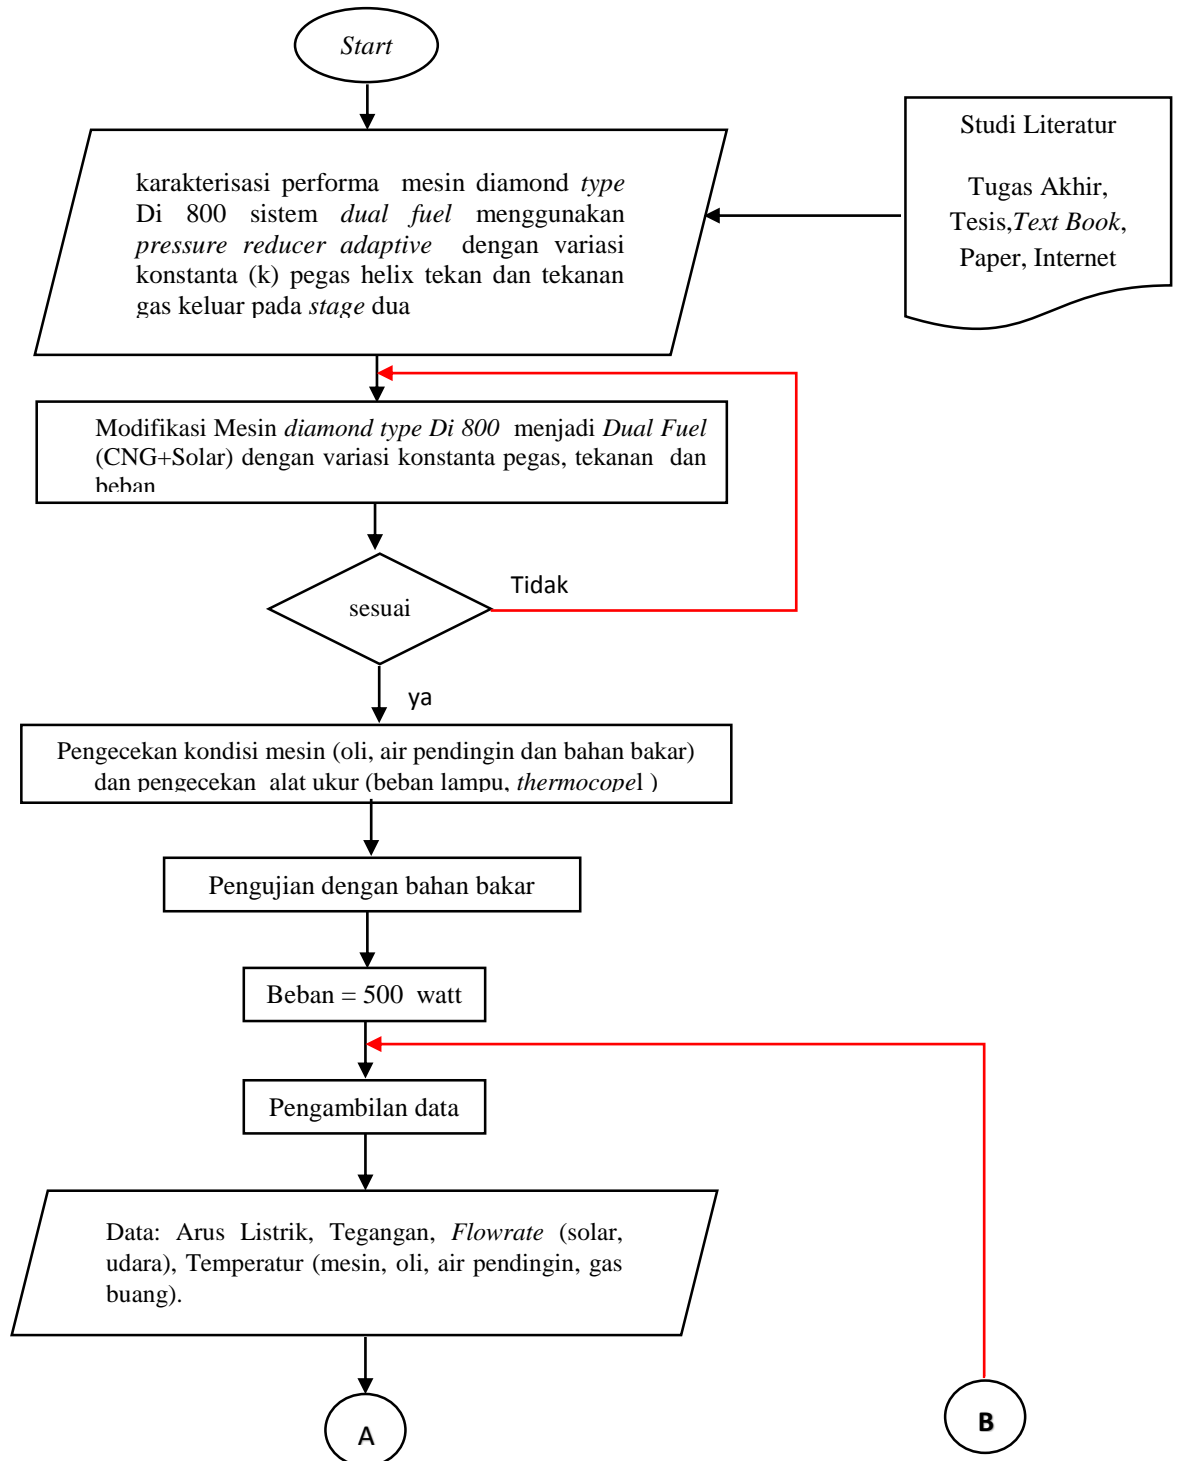 Start
karakterisasi performa mesin diamond type
Di 800 sistem dual fuel menggunakan
pressure reducer adaptive dengan variasi
konstanta (k) pegas helix tekan dan tekanan
gas keluar pada stage dua
Studi Literatur
Tugas Akhir,
Tesis,Text Book,
Paper, Internet
Modifikasi Mesin diamond type Di 800 menjadi Dual Fuel
(CNG+Solar) dengan variasi konstanta pegas, tekanan dan
beban
sesuai
Tidak
ya
Pengecekan kondisi mesin (oli, air pendingin dan bahan bakar)
dan pengecekan alat ukur (beban lampu, thermocopel )
Pengujian dengan bahan bakar
Beban = 500 watt
Pengambilan data
Data: Arus Listrik, Tegangan, Flowrate (solar,
udara), Temperatur (mesin, oli, air pendingin, gas
buang).
A
B